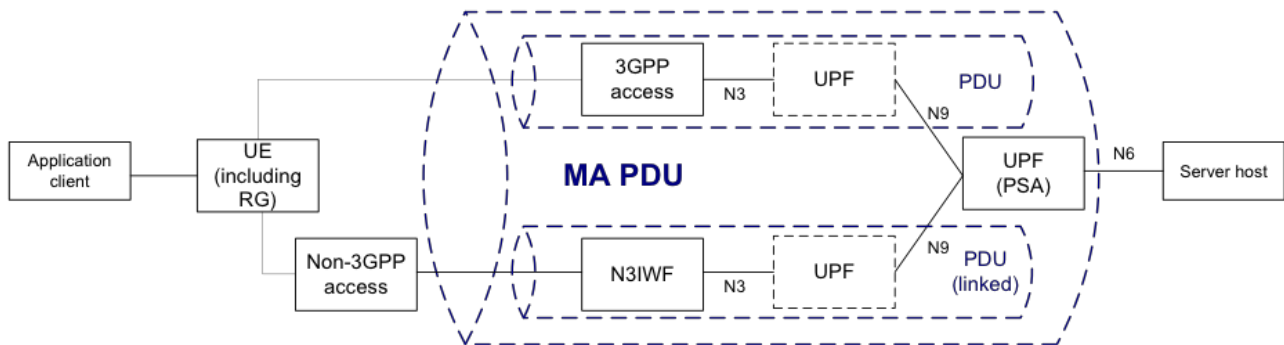 3GPP
access
N3
UPF
PDU
N9
Application
client
UE
(including
RG)
MA PDU
UPF
(PSA)
N6
Server host
Non-3GPP
access
N3IWF
N3
UPF
N9
PDU
(linked)